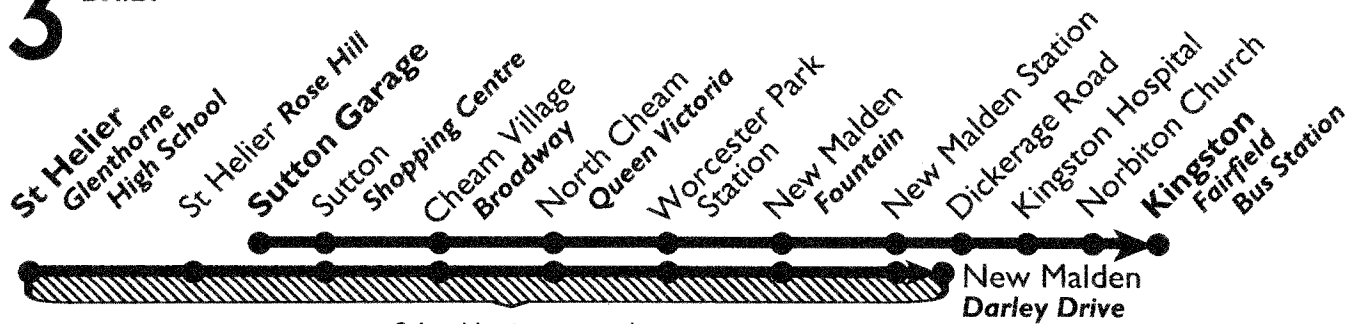 3
St Helier
Glenthorne
High School
St Helier Rose Hill
Sutton Garage
Sutton
Shopping Centre
Cheam Village
Broadway
North Cheam
Queen Victoria
Worcester Park
Station
New Malden
Fountain
New Malden Station
Dickerage Road
Kingston Hospital
Norbiton Church
Kingston
Fairfield
Bus Station
New Malden
Darley Drive